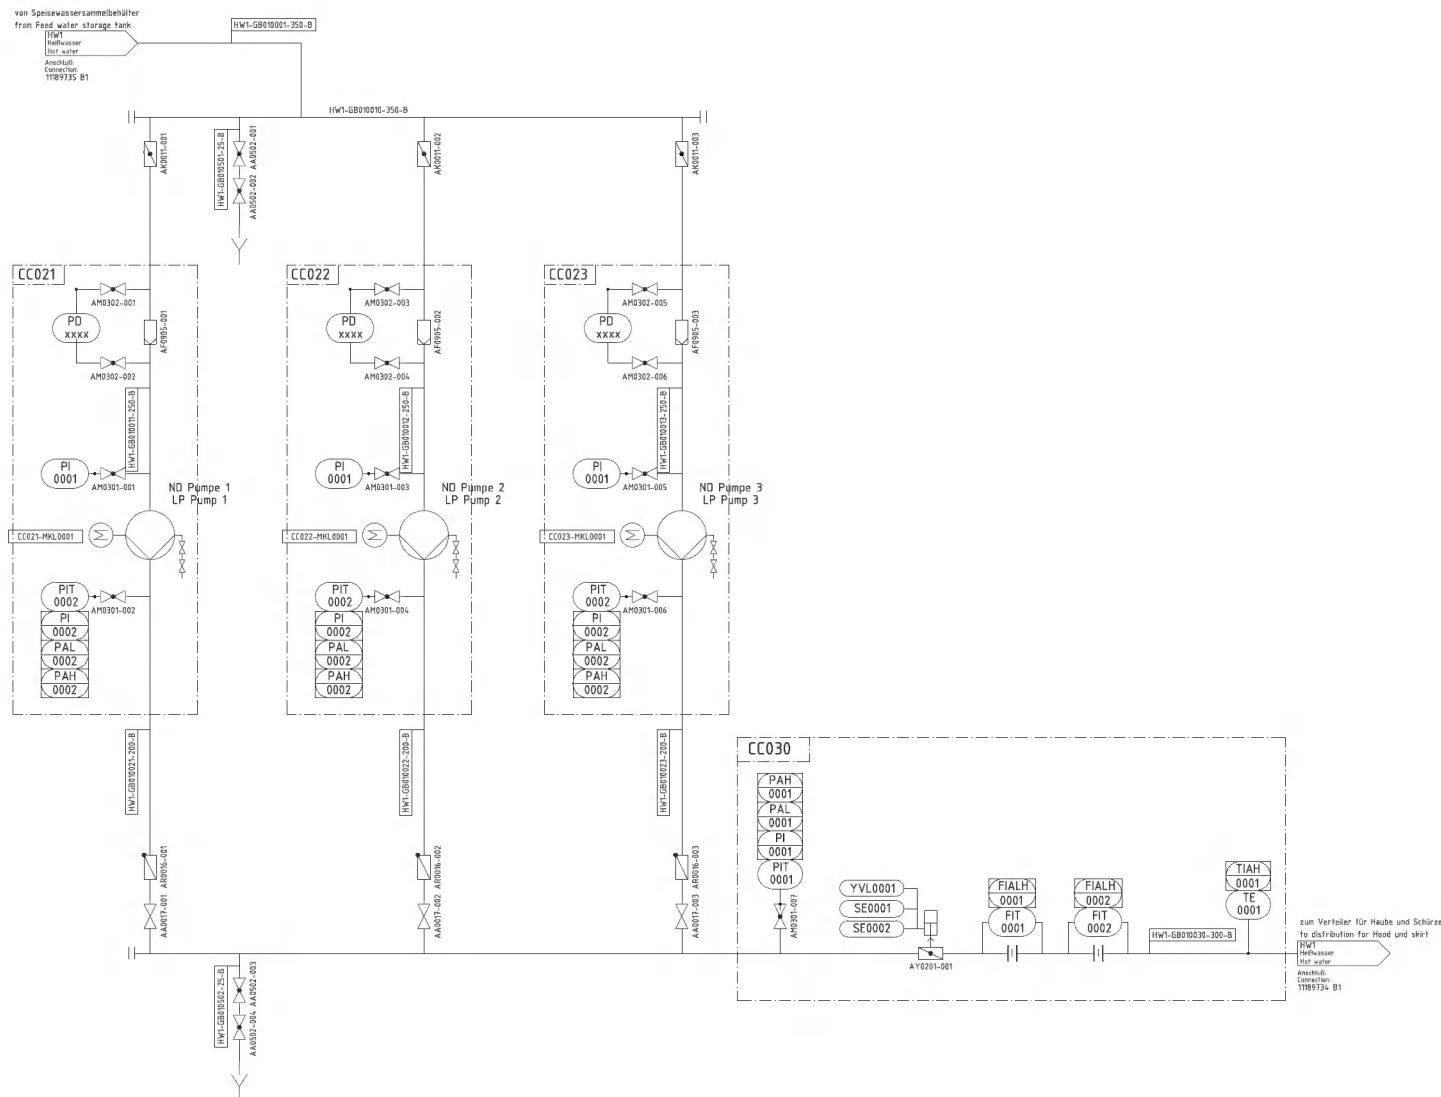 von Speisewassersammelbehälter
from Feed water storage tank
HW1
Heißwasser
Hot water
Anschluß:
Connection:
11189735 B1
HW1-GB010001-350-B
HW1-GB010010-350-B
AK0011-001
HW1-GB010501-25-B
AA0502-001
AA0502-002
AK0011-002
AK0011-003
CC021
AM0302-001
PD
xxxx
AF0905-001
AM0302-002
HW1-GB010011-250-B
PI
0001
AM0301-001
ND Pumpe 1
LP Pump 1
CC021-MKL0001
PIT
0002
AM0301-002
PI
0002
PAL
0002
PAH
0002
CC022
AM0302-003
PD
xxxx
AF0905-002
AM0302-004
HW1-GB010012-250-B
PI
0001
AM0301-003
ND Pumpe 2
LP Pump 2
CC022-MKL0001
PIT
0002
AM0301-004
PI
0002
PAL
0002
PAH
0002
CC023
AM0302-005
PD
xxxx
AF0905-003
AM0302-006
HW1-GB010013-250-B
PI
0001
AM0301-005
ND Pumpe 3
LP Pump 3
CC023-MKL0001
PIT
0002
AM0301-006
PI
0002
PAL
0002
PAH
0002
HW1-GB010021-200-B
HW1-GB010022-200-B
HW1-GB010023-200-B
AR0016-001
AA0017-001
AR0016-002
AA0017-002
AR0016-003
AA0017-003
HW1-GB010502-25-B
AA0502-003
AA0502-004
CC030
PAH
0001
PAL
0001
PI
0001
PIT
0001
AM0301-007
YVL0001
SE0001
SE0002
AY0201-001
FIALH
0001
FIT
0001
FIALH
0002
FIT
0002
TIAH
0001
TE
0001
HW1-GB010030-300-B
zum Verteiler für Haube und Schürze
to distribution for Hood and skirt
HW1
Heißwasser
Hot water
Anschluß:
Connection:
11189734 B1